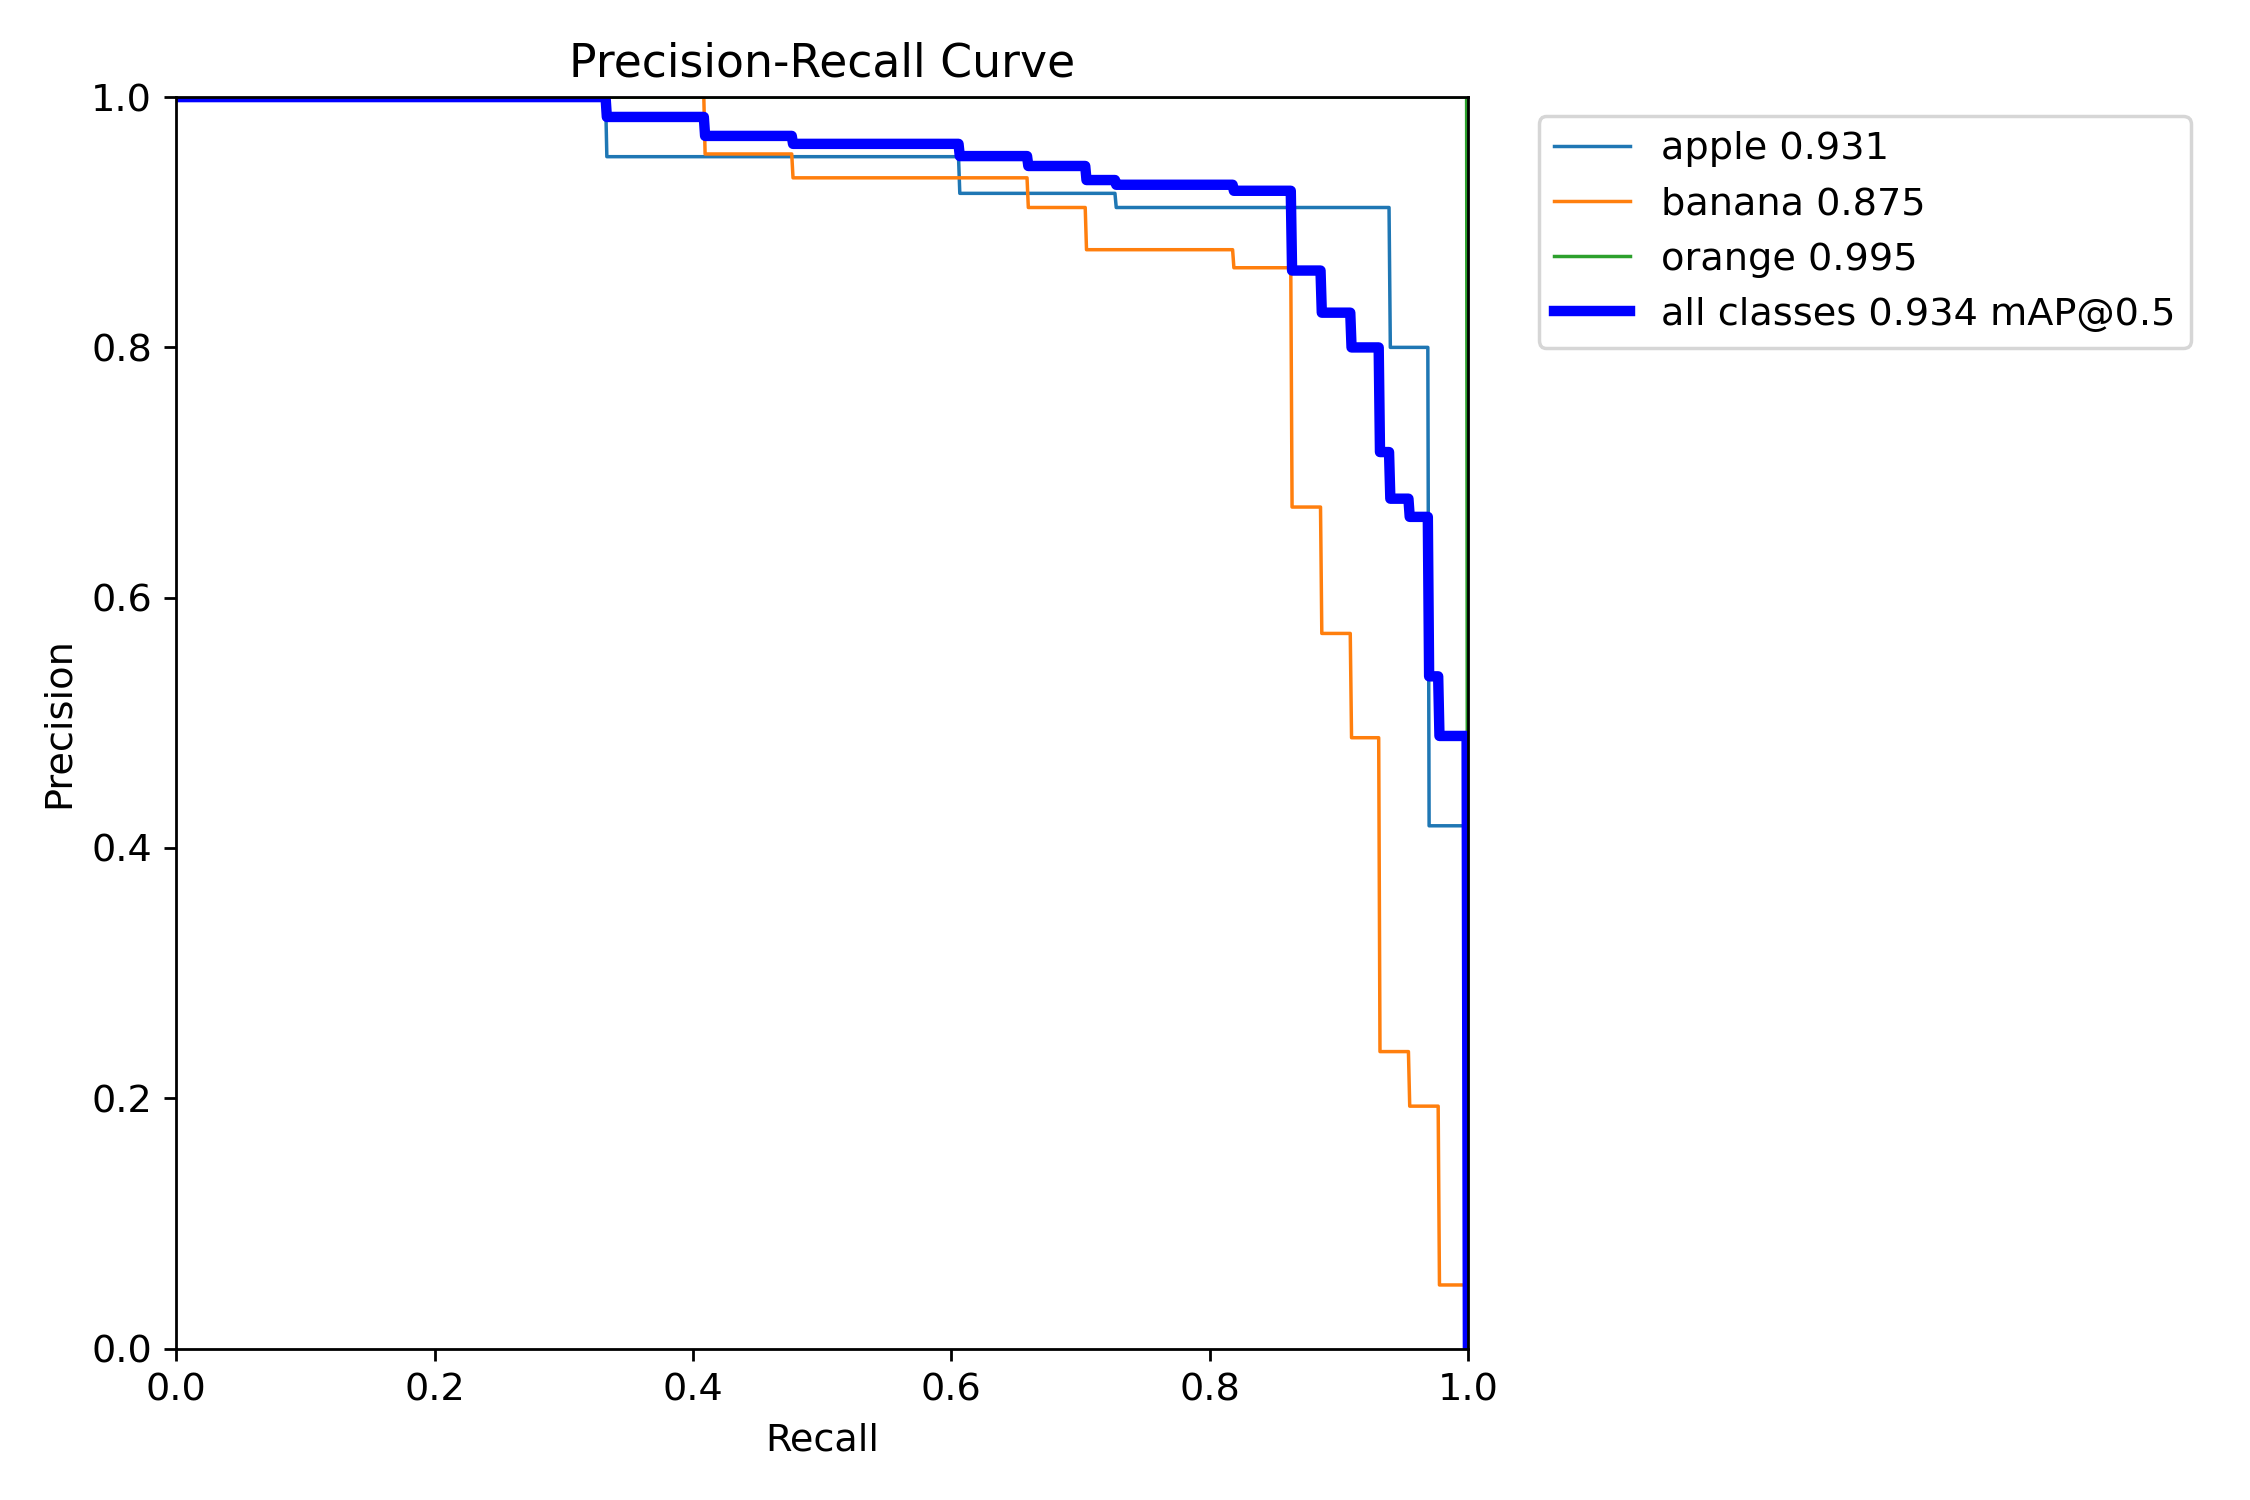 Precision-Recall Curve
1.0
0.8
0.6
0.4
0.2
0.0
Precision
0.0 0.2 0.4 0.6 0.8 1.0
Recall
apple 0.931
banana 0.875
orange 0.995
all classes 0.934 mAP@0.5